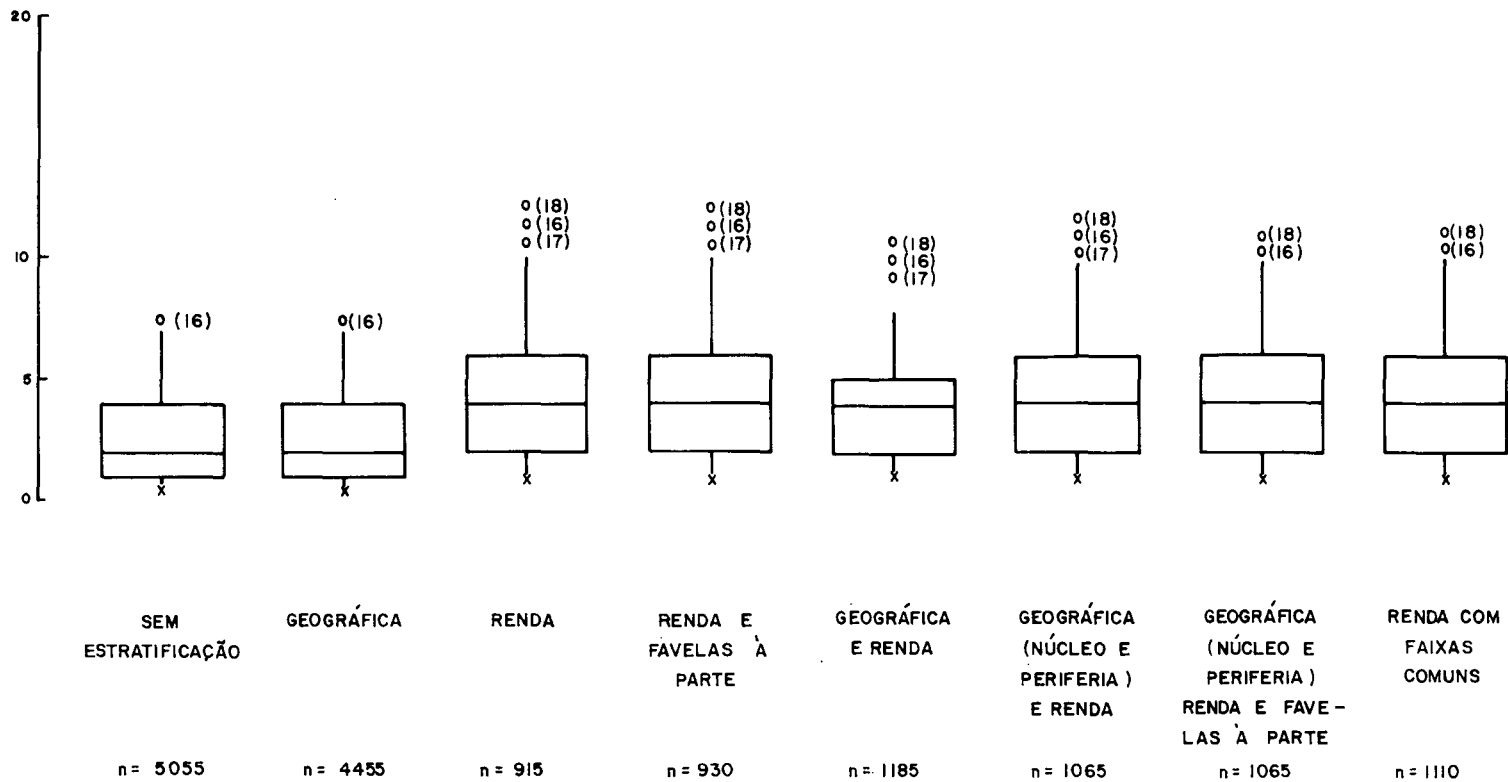 20
10
5
0
o (16)
o(16)
o(18)
o(16)
o(17)
o(18)
o(16)
o(17)
o(18)
o(16)
o(17)
o(18)
o(16)
o(17)
o(18)
o(16)
o(18)
o(16)
x
x
x
x
x
x
x
x
SEM
ESTRATIFICAÇÃO
GEOGRÁFICA
RENDA
RENDA E
FAVELAS À
PARTE
GEOGRÁFICA
E RENDA
GEOGRÁFICA
(NÚCLEO E
PERIFERIA)
E RENDA
GEOGRÁFICA
(NÚCLEO E
PERIFERIA)
RENDA E FAVE-
LAS À PARTE
RENDA COM
FAIXAS
COMUNS
n= 5055
n= 4455
n= 915
n= 930
n= 1185
n= 1065
n= 1065
n= 1110